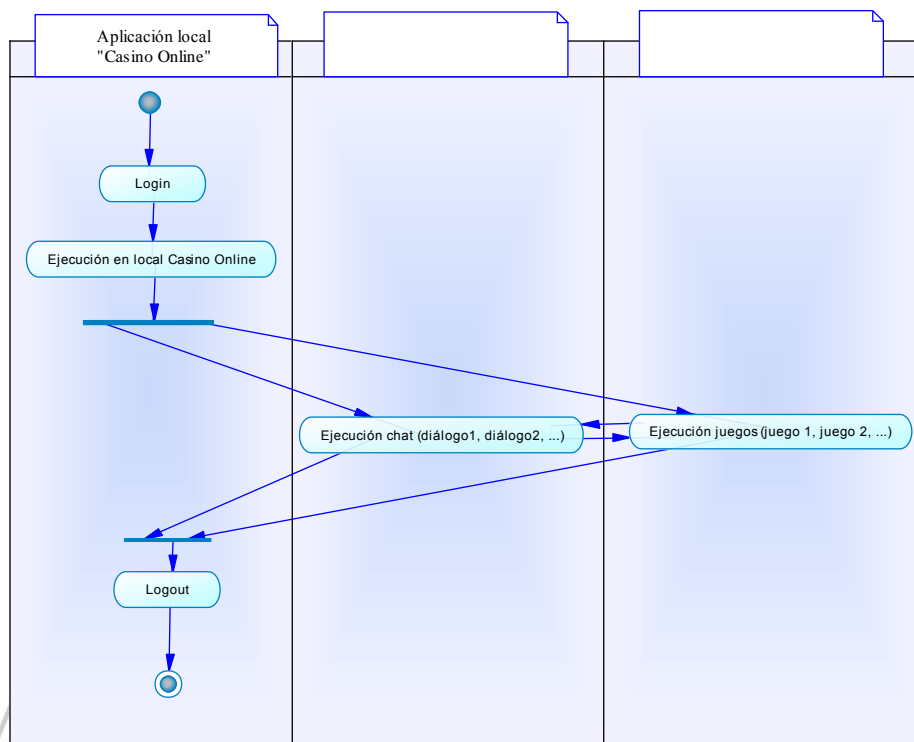 Aplicación local
"Casino Online"
Login
Ejecución en local Casino Online
Ejecución chat (diálogo1, diálogo2, ...)
Ejecución juegos (juego 1, juego 2, ...)
Logout